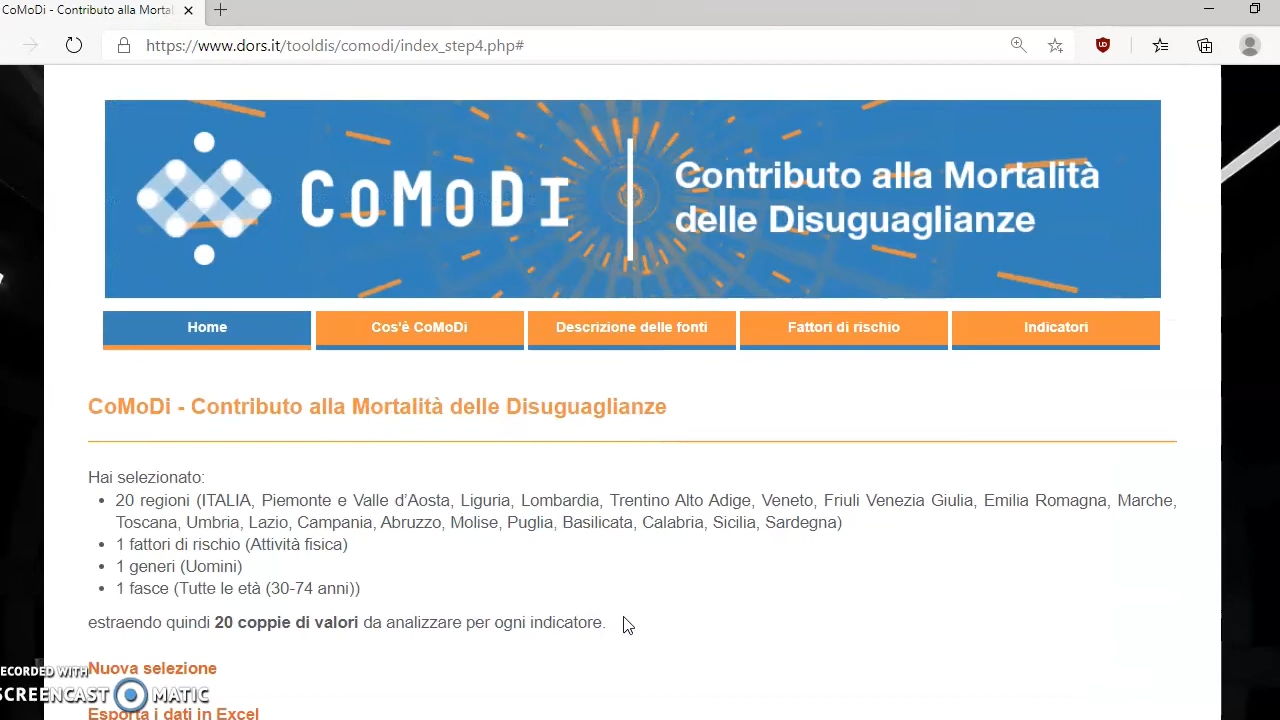 CoMoDi - Contributo alla Mortal
https://www.dors.it/tooldis/comodi/index_step4.php#
CoMoDi
Contributo alla Mortalità
delle Disuguaglianze
Home
Cos'è CoMoDi
Descrizione delle fonti
Fattori di rischio
Indicatori
CoMoDi - Contributo alla Mortalità delle Disuguaglianze
Hai selezionato:
• 20 regioni (ITALIA, Piemonte e Valle d'Aosta, Liguria, Lombardia, Trentino Alto Adige, Veneto, Friuli Venezia Giulia, Emilia Romagna, Marche,
Toscana, Umbria, Lazio, Campania, Abruzzo, Molise, Puglia, Basilicata, Calabria, Sicilia, Sardegna)
• 1 fattori di rischio (Attività fisica)
• 1 generi (Uomini)
• 1 fasce (Tutte le età (30-74 anni))
estraendo quindi 20 coppie di valori da analizzare per ogni indicatore.
Nuova selezione
Esporta i dati in Excel
RECORDED WITH
SCREENCAST MATIC